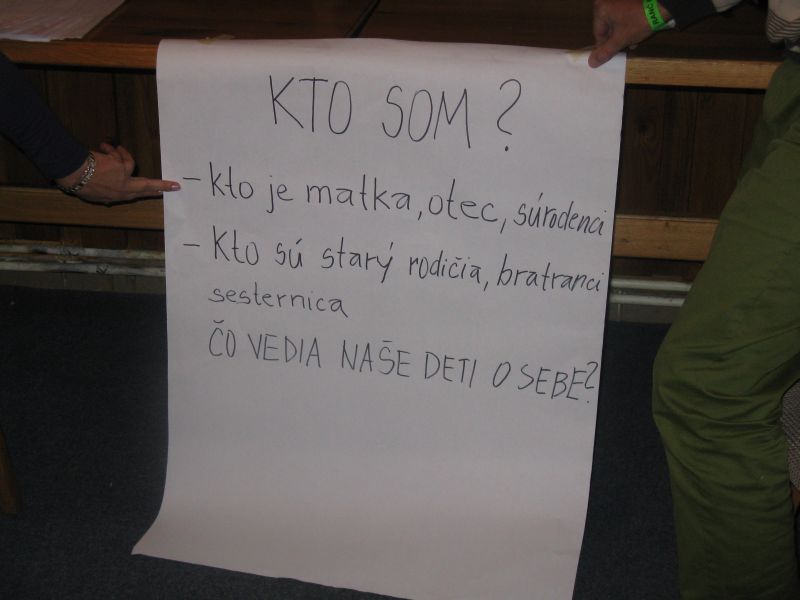 KTO SOM?
- kto je matka, otec, súrodenci
- Kto sú starý rodičia, bratranci
sesternica
ČO VEDIA NAŠE DETI O SEBE?